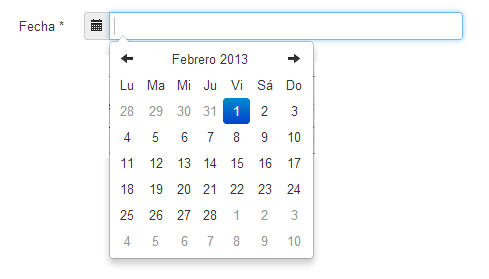 Fecha *
Febrero 2013
Lu Ma Mi Ju Vi Sá Do
28 29 30 31 1 2 3
4 5 6 7 8 9 10
11 12 13 14 15 16 17
18 19 20 21 22 23 24
25 26 27 28 1 2 3
4 5 6 7 8 9 10